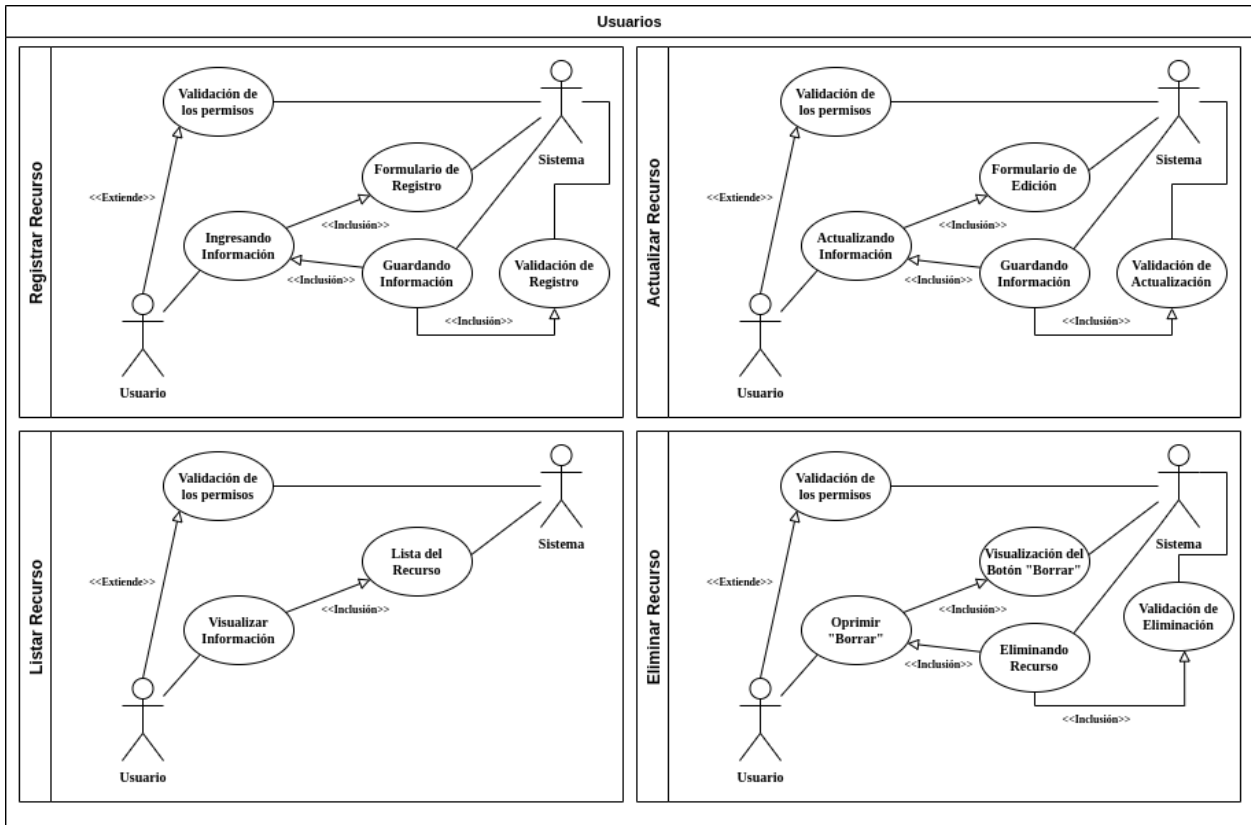 Usuarios
Registrar Recurso
Validación de
los permisos
Sistema
<<Extiende>>
Formulario de
Registro
<<Inclusión>>
Ingresando
Información
<<Inclusión>>
Guardando
Información
Validación de
Registro
<<Inclusión>>
Usuario
Actualizar Recurso
Validación de
los permisos
Sistema
<<Extiende>>
Formulario de
Edición
<<Inclusión>>
Actualizando
Información
<<Inclusión>>
Guardando
Información
Validación de
Actualización
<<Inclusión>>
Usuario
Listar Recurso
Validación de
los permisos
Sistema
<<Extiende>>
Lista del
Recurso
<<Inclusión>>
Visualizar
Información
Usuario
Eliminar Recurso
Validación de
los permisos
Sistema
<<Extiende>>
Visualización del
Botón "Borrar"
<<Inclusión>>
Oprimir
"Borrar"
<<Inclusión>>
Eliminando
Recurso
Validación de
Eliminación
<<Inclusión>>
Usuario